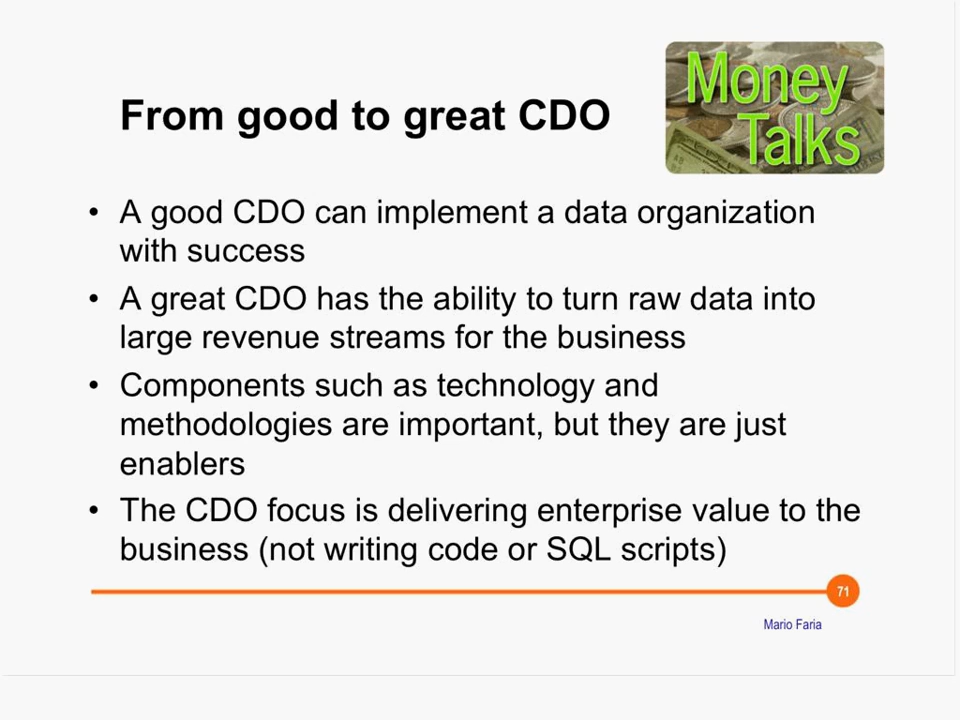 Money
Talks
From good to great CDO
• A good CDO can implement a data organization
with success
• A great CDO has the ability to turn raw data into
large revenue streams for the business
• Components such as technology and
methodologies are important, but they are just
enablers
• The CDO focus is delivering enterprise value to the
business (not writing code or SQL scripts)
71
Mario Faria